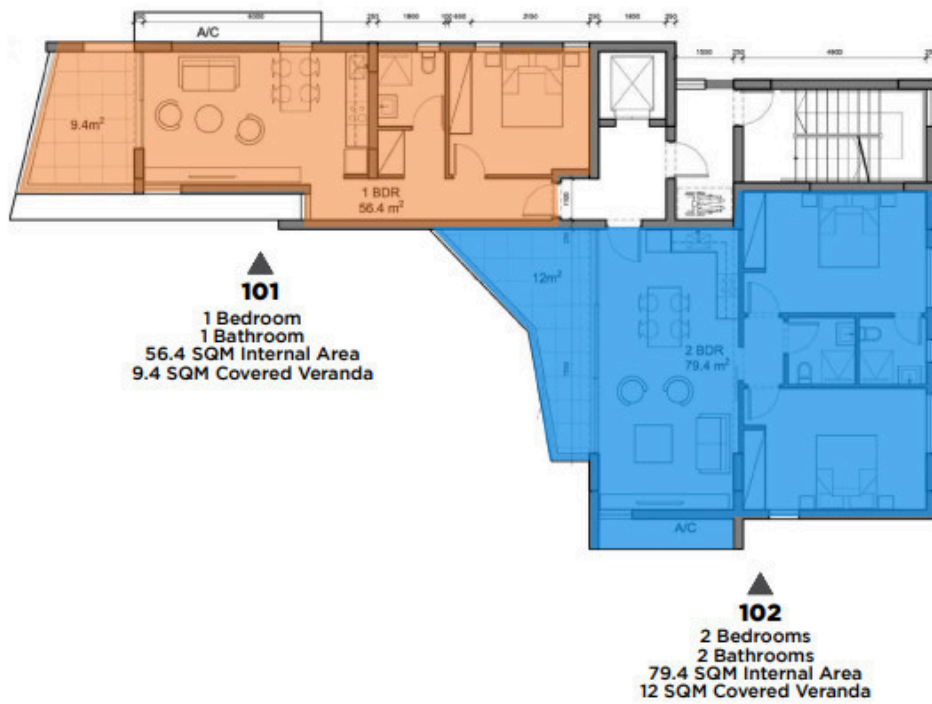 A/C
9.4m²
1 BDR
56.4 m²
101
1 Bedroom
1 Bathroom
56.4 SQM Internal Area
9.4 SQM Covered Veranda
12m²
2 BDR
79.4 m²
A/C
102
2 Bedrooms
2 Bathrooms
79.4 SQM Internal Area
12 SQM Covered Veranda